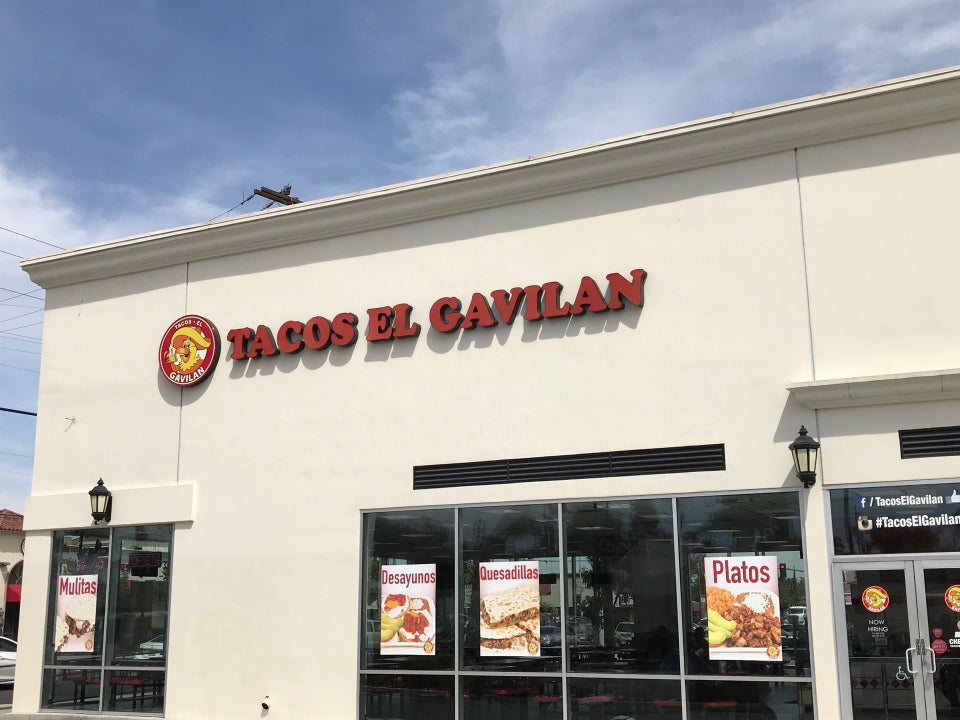 TACOS • EL
GAVILAN
TACOS EL GAVILAN
Mulitas
Desayunos
Quesadillas
Platos
f /TacosElGavilan
#TacosElGavilan
NOW
HIRING